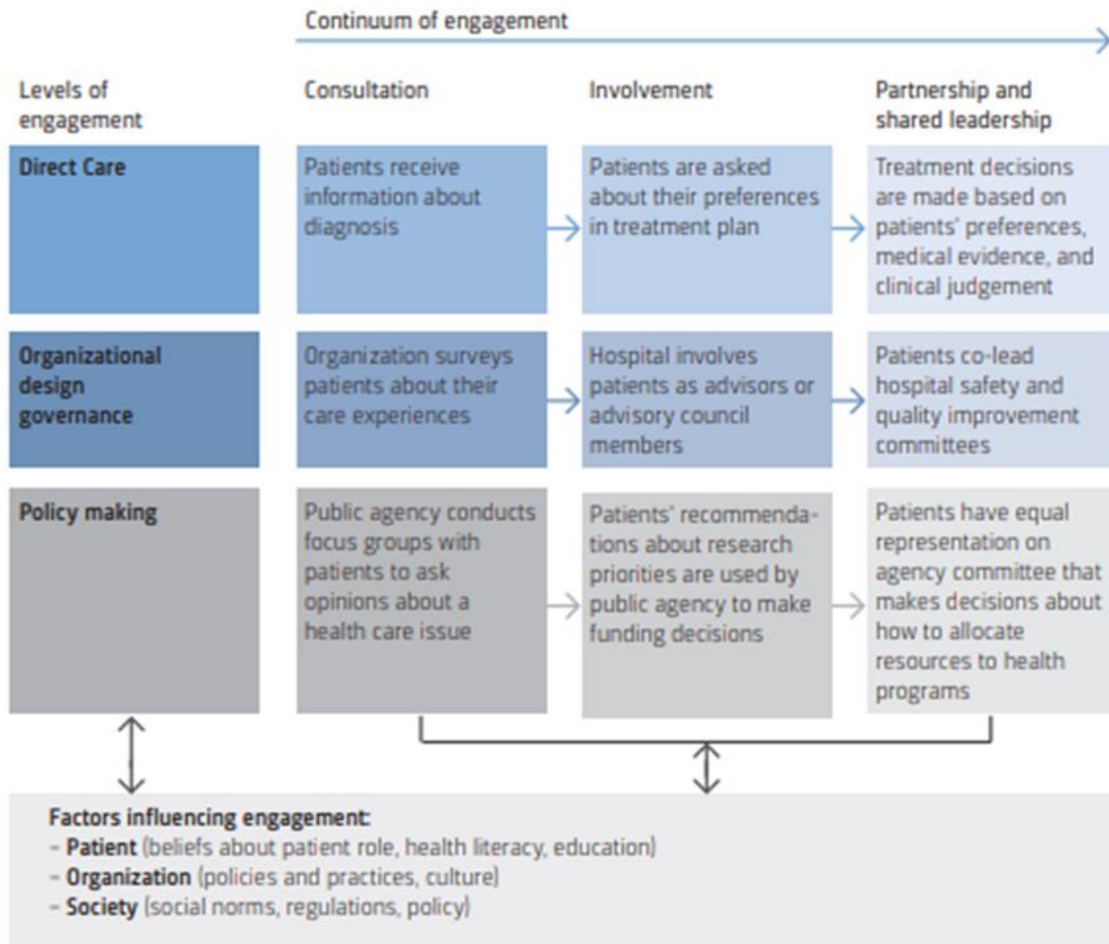 Continuum of engagement
Levels of
engagement
Consultation
Involvement
Partnership and
shared leadership
Direct Care
Patients receive
information about
diagnosis
Patients are asked
about their preferences
in treatment plan
Treatment decisions
are made based on
patients' preferences,
medical evidence, and
clinical judgement
Organizational
design
governance
Organization surveys
patients about their
care experiences
Hospital involves
patients as advisors or
advisory council
members
Patients co-lead
hospital safety and
quality improvement
committees
Policy making
Public agency conducts
focus groups with
patients to ask
opinions about a
health care issue
Patients' recommenda-
tions about research
priorities are used by
public agency to make
funding decisions
Patients have equal
representation on
agency committee that
makes decisions about
how to allocate
resources to health
programs
Factors influencing engagement:
– Patient (beliefs about patient role, health literacy, education)
– Organization (policies and practices, culture)
– Society (social norms, regulations, policy)